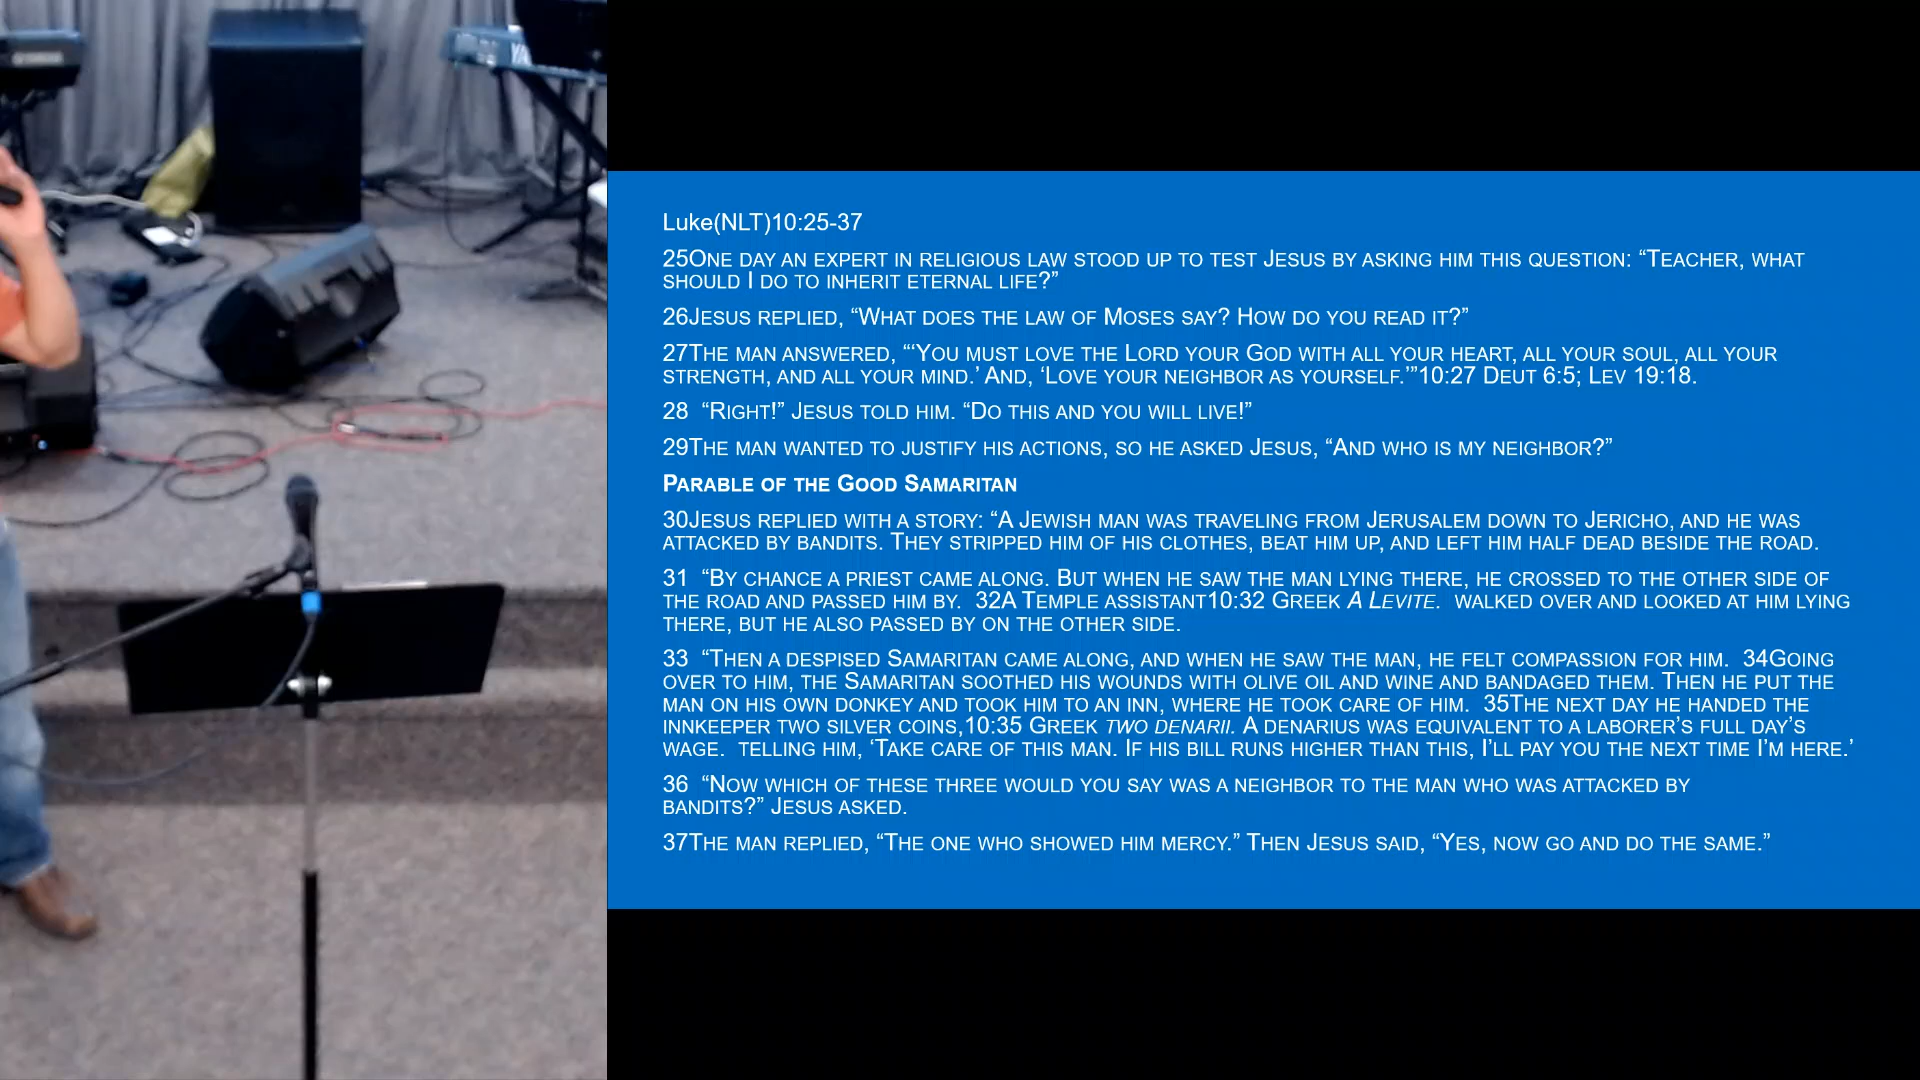 Luke(NLT)10:25-37
25One day an expert in religious law stood up to test Jesus by asking him this question: “Teacher, what
should I do to inherit eternal life?”
26Jesus replied, “What does the law of Moses say? How do you read it?”
27The man answered, “‘You must love the Lord your God with all your heart, all your soul, all your
strength, and all your mind.’ And, ‘Love your neighbor as yourself.’”10:27 Deut 6:5; Lev 19:18.
28  “Right!” Jesus told him. “Do this and you will live!”
29The man wanted to justify his actions, so he asked Jesus, “And who is my neighbor?”
Parable of the Good Samaritan
30Jesus replied with a story: “A Jewish man was traveling from Jerusalem down to Jericho, and he was
attacked by bandits. They stripped him of his clothes, beat him up, and left him half dead beside the road.
31  “By chance a priest came along. But when he saw the man lying there, he crossed to the other side of
the road and passed him by.  32A Temple assistant10:32 Greek A Levite.  walked over and looked at him lying
there, but he also passed by on the other side.
33  “Then a despised Samaritan came along, and when he saw the man, he felt compassion for him.  34Going
over to him, the Samaritan soothed his wounds with olive oil and wine and bandaged them. Then he put the
man on his own donkey and took him to an inn, where he took care of him.  35The next day he handed the
innkeeper two silver coins,10:35 Greek two denarii. A denarius was equivalent to a laborer’s full day’s
wage.  telling him, ‘Take care of this man. If his bill runs higher than this, I’ll pay you the next time I’m here.’
36  “Now which of these three would you say was a neighbor to the man who was attacked by
bandits?” Jesus asked.
37The man replied, “The one who showed him mercy.” Then Jesus said, “Yes, now go and do the same.”